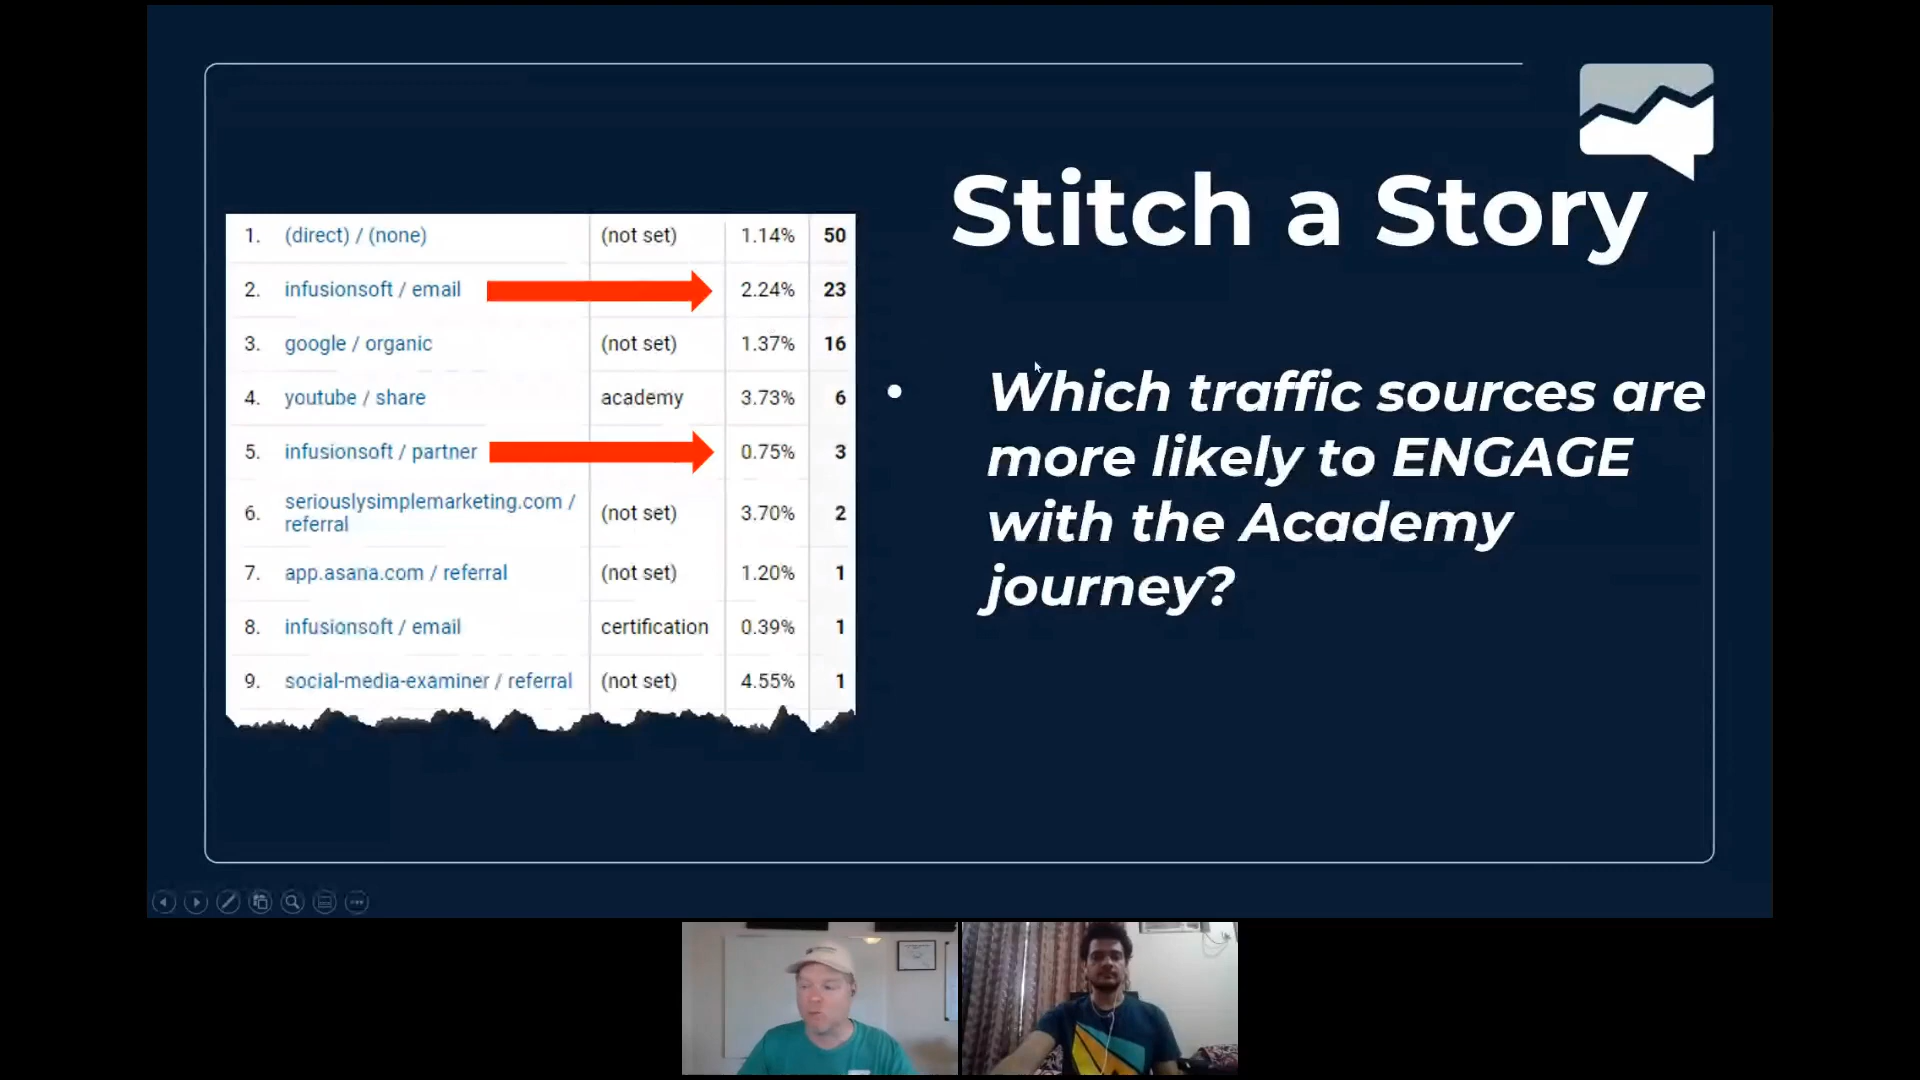 Stitch a Story
1. (direct) / (none) (not set) 1.14% 50
2. infusionsoft / email 2.24% 23
3. google / organic (not set) 1.37% 16
4. youtube / share academy 3.73% 6
5. infusionsoft / partner 0.75% 3
6. seriouslysimplemarketing.com / referral (not set) 3.70% 2
7. app.asana.com / referral (not set) 1.20% 1
8. infusionsoft / email certification 0.39% 1
9. social-media-examiner / referral (not set) 4.55% 1
• Which traffic sources are
more likely to ENGAGE
with the Academy
journey?